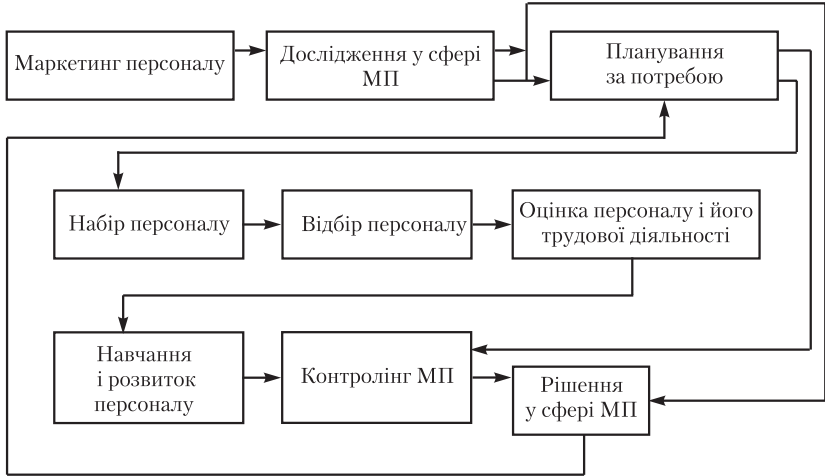 Маркетинг персоналу
Дослідження у сфері
МП
Планування
за потребою
Набір персоналу
Відбір персоналу
Оцінка персоналу і його
трудової діяльності
Навчання
і розвиток
персоналу
Контролінг МП
Рішення
у сфері МП